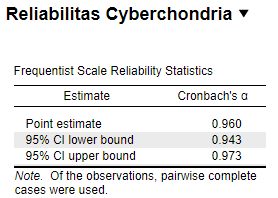 Reliabilitas Cyberchondria ▼
Frequentist Scale Reliability Statistics
Estimate Cronbach's α
Point estimate 0.960
95% CI lower bound 0.943
95% CI upper bound 0.973
Note. Of the observations, pairwise complete
cases were used.